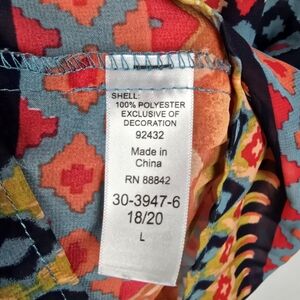 SHELL:
100% POLYESTER
EXCLUSIVE OF
DECORATION
92432
Made in
China
RN 88842
30-3947-6
18/20
L